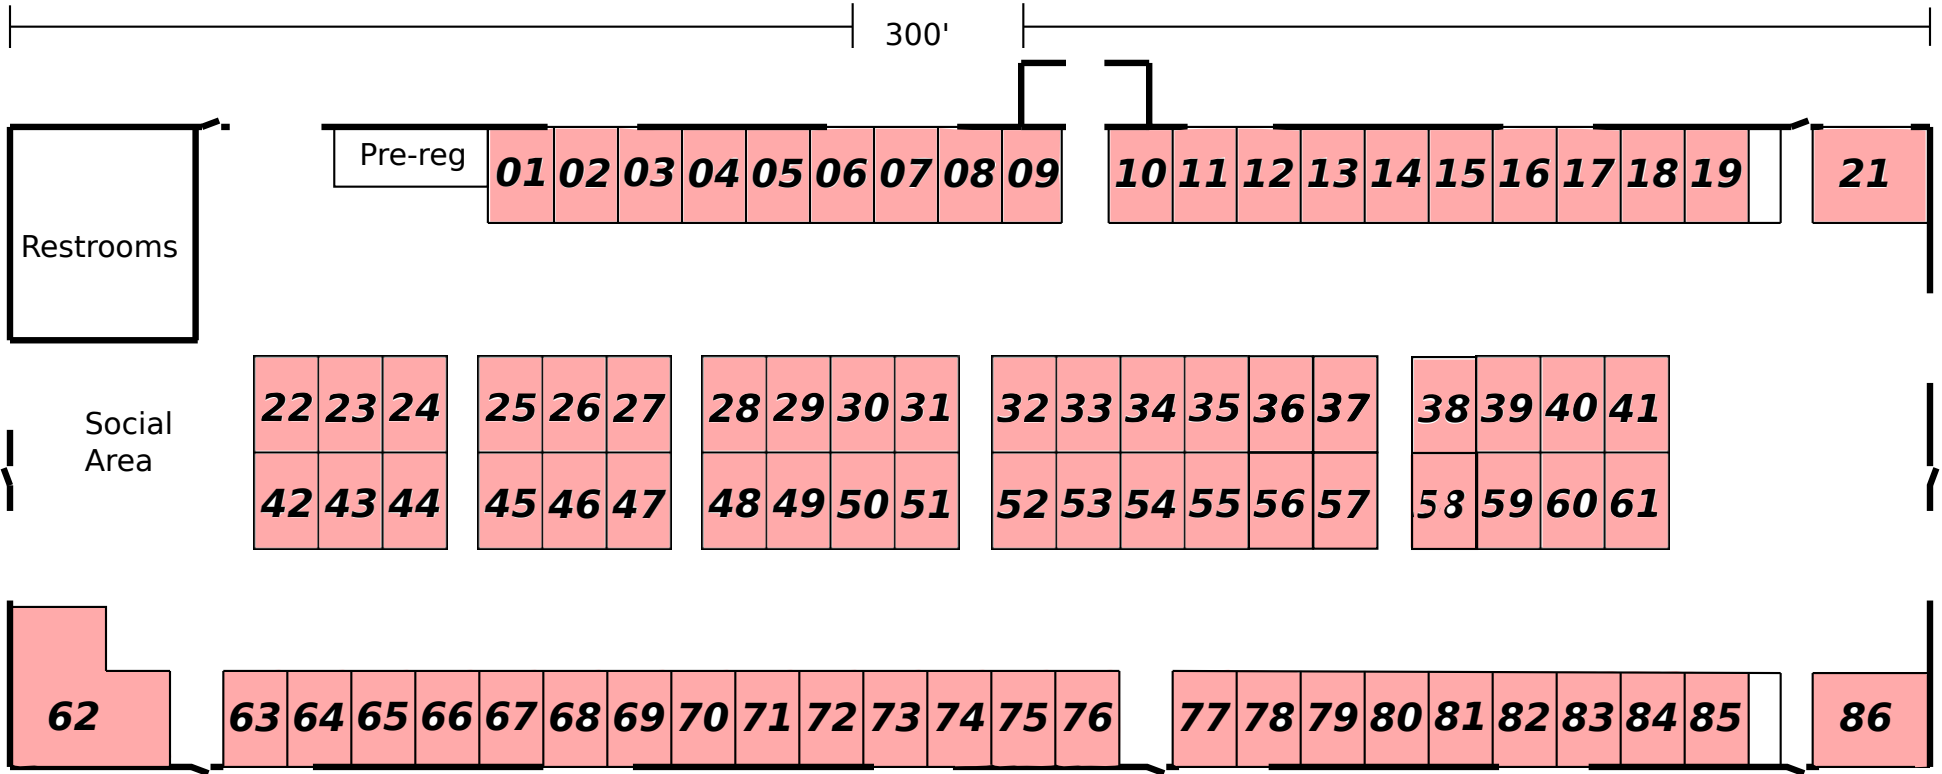 300'
Pre-reg
01 02 03 04 05 06 07 08 09 10 11 12 13 14 15 16 17 18 19 21
Restrooms
22 23 24 25 26 27 28 29 30 31 32 33 34 35 36 37 38 39 40 41
Social
Area
42 43 44 45 46 47 48 49 50 51 52 53 54 55 56 57 58 59 60 61
62 63 64 65 66 67 68 69 70 71 72 73 74 75 76 77 78 79 80 81 82 83 84 85 86